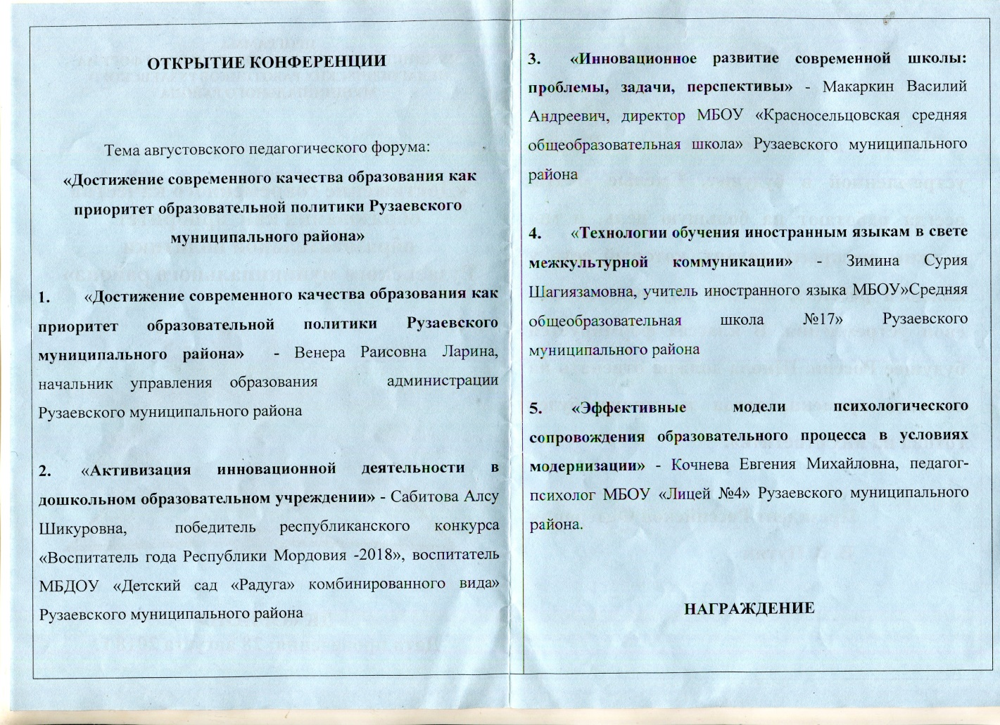 ОТКРЫТИЕ КОНФЕРЕНЦИИ
Тема августовского педагогического форума:
«Достижение современного качества образования как
приоритет образовательной политики Рузаевского
муниципального района»
1. «Достижение современного качества образования как
приоритет образовательной политики Рузаевского
муниципального района» - Венера Раисовна Ларина,
начальник управления образования администрации
Рузаевского муниципального района
2. «Активизация инновационной деятельности в
дошкольном образовательном учреждении» - Сабитова Алсу
Шикуровна, победитель республиканского конкурса
«Воспитатель года Республики Мордовия -2018», воспитатель
МБДОУ «Детский сад «Радуга» комбинированного вида»
Рузаевского муниципального района
3. «Инновационное развитие современной школы:
проблемы, задачи, перспективы» - Макаркин Василий
Андреевич, директор МБОУ «Красносельцовская средняя
общеобразовательная школа» Рузаевского муниципального
района
4. «Технологии обучения иностранным языкам в свете
межкультурной коммуникации» - Зимина Сурия
Шагиязамовна, учитель иностранного языка МБОУ»Средняя
общеобразовательная школа №17» Рузаевского
муниципального района
5. «Эффективные модели психологического
сопровождения образовательного процесса в условиях
модернизации» - Кочнева Евгения Михайловна, педагог-
психолог МБОУ «Лицей №4» Рузаевского муниципального
района.
НАГРАЖДЕНИЕ